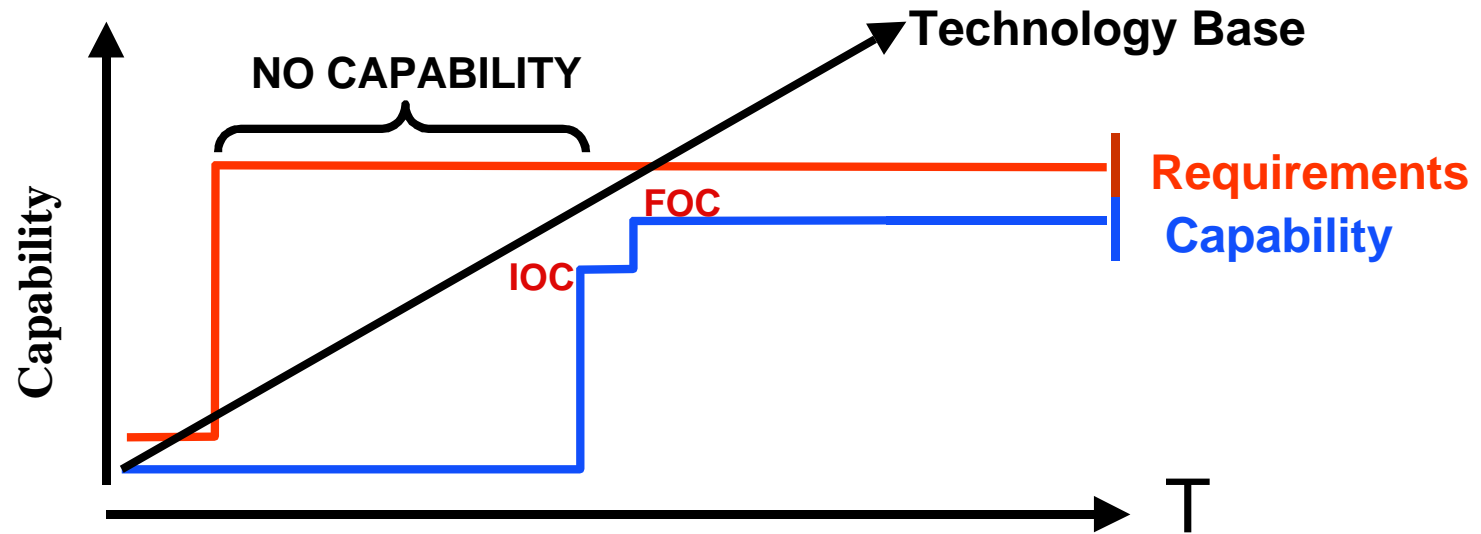 Technology Base
NO CAPABILITY
Requirements
FOC
Capability
IOC
Capability
T